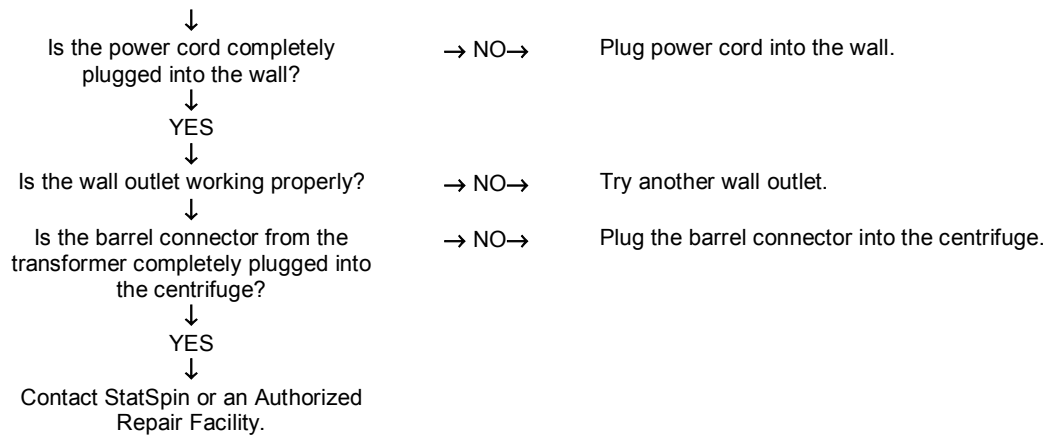 ↓
Is the power cord completely → NO→ Plug power cord into the wall.
plugged into the wall?
↓
YES
↓
Is the wall outlet working properly? → NO→ Try another wall outlet.
↓
Is the barrel connector from the → NO→ Plug the barrel connector into the centrifuge.
transformer completely plugged into
the centrifuge?
↓
YES
↓
Contact StatSpin or an Authorized
Repair Facility.